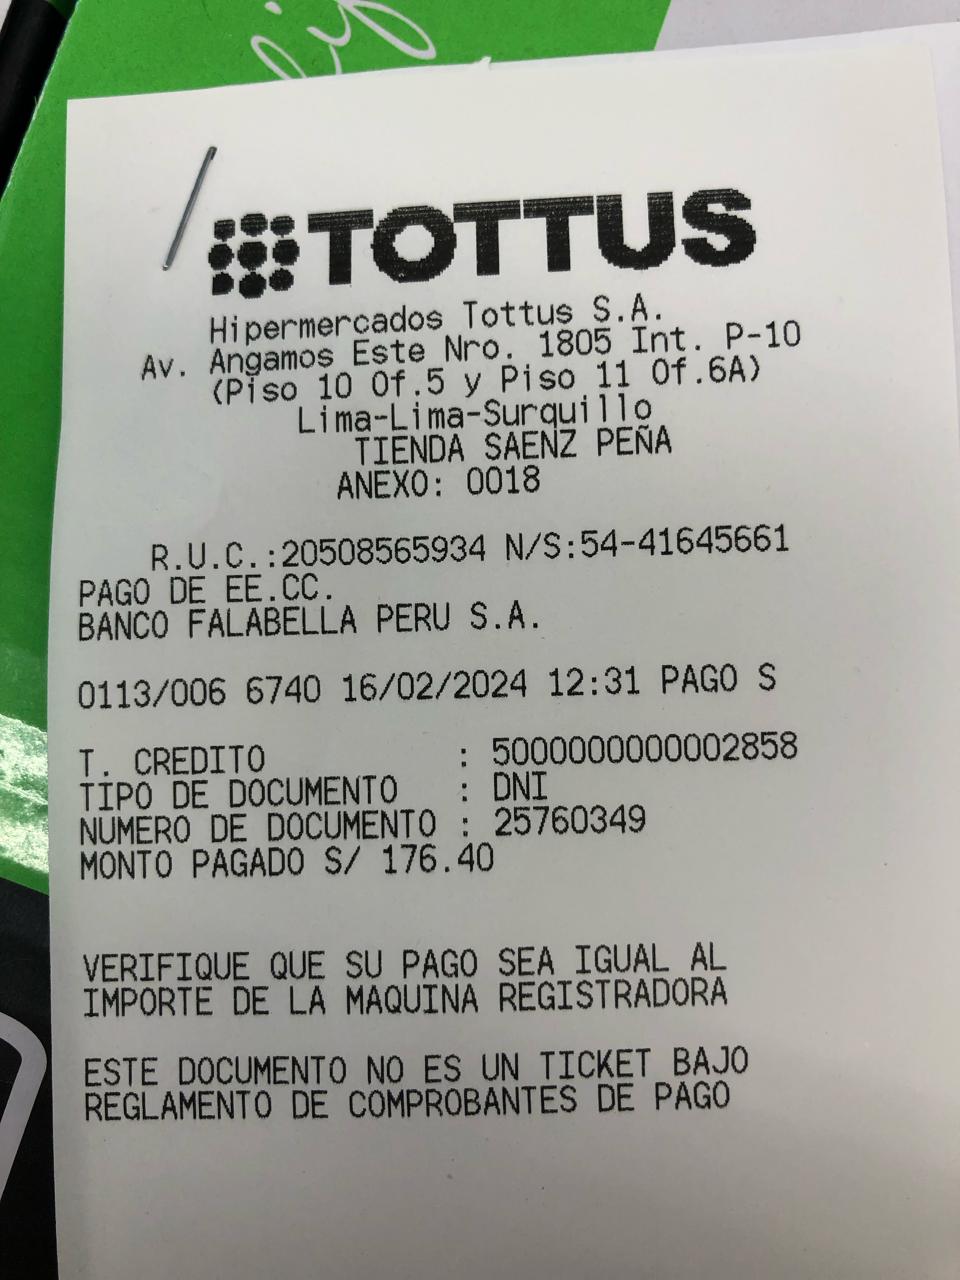 TOTTUS
Hipermercados Tottus S.A.
Av. Angamos Este Nro. 1805 Int. P-10
(Piso 10 Of.5 y Piso 11 Of.6A)
Lima-Lima-Surquillo
TIENDA SAENZ PEÑA
ANEXO: 0018
R.U.C.:20508565934 N/S:54-41645661
PAGO DE EE.CC.
BANCO FALABELLA PERU S.A.
0113/006 6740 16/02/2024 12:31 PAGO S
T. CREDITO : 5000000000002858
TIPO DE DOCUMENTO : DNI
NUMERO DE DOCUMENTO : 25760349
MONTO PAGADO S/ 176.40
VERIFIQUE QUE SU PAGO SEA IGUAL AL
IMPORTE DE LA MAQUINA REGISTRADORA
ESTE DOCUMENTO NO ES UN TICKET BAJO
REGLAMENTO DE COMPROBANTES DE PAGO